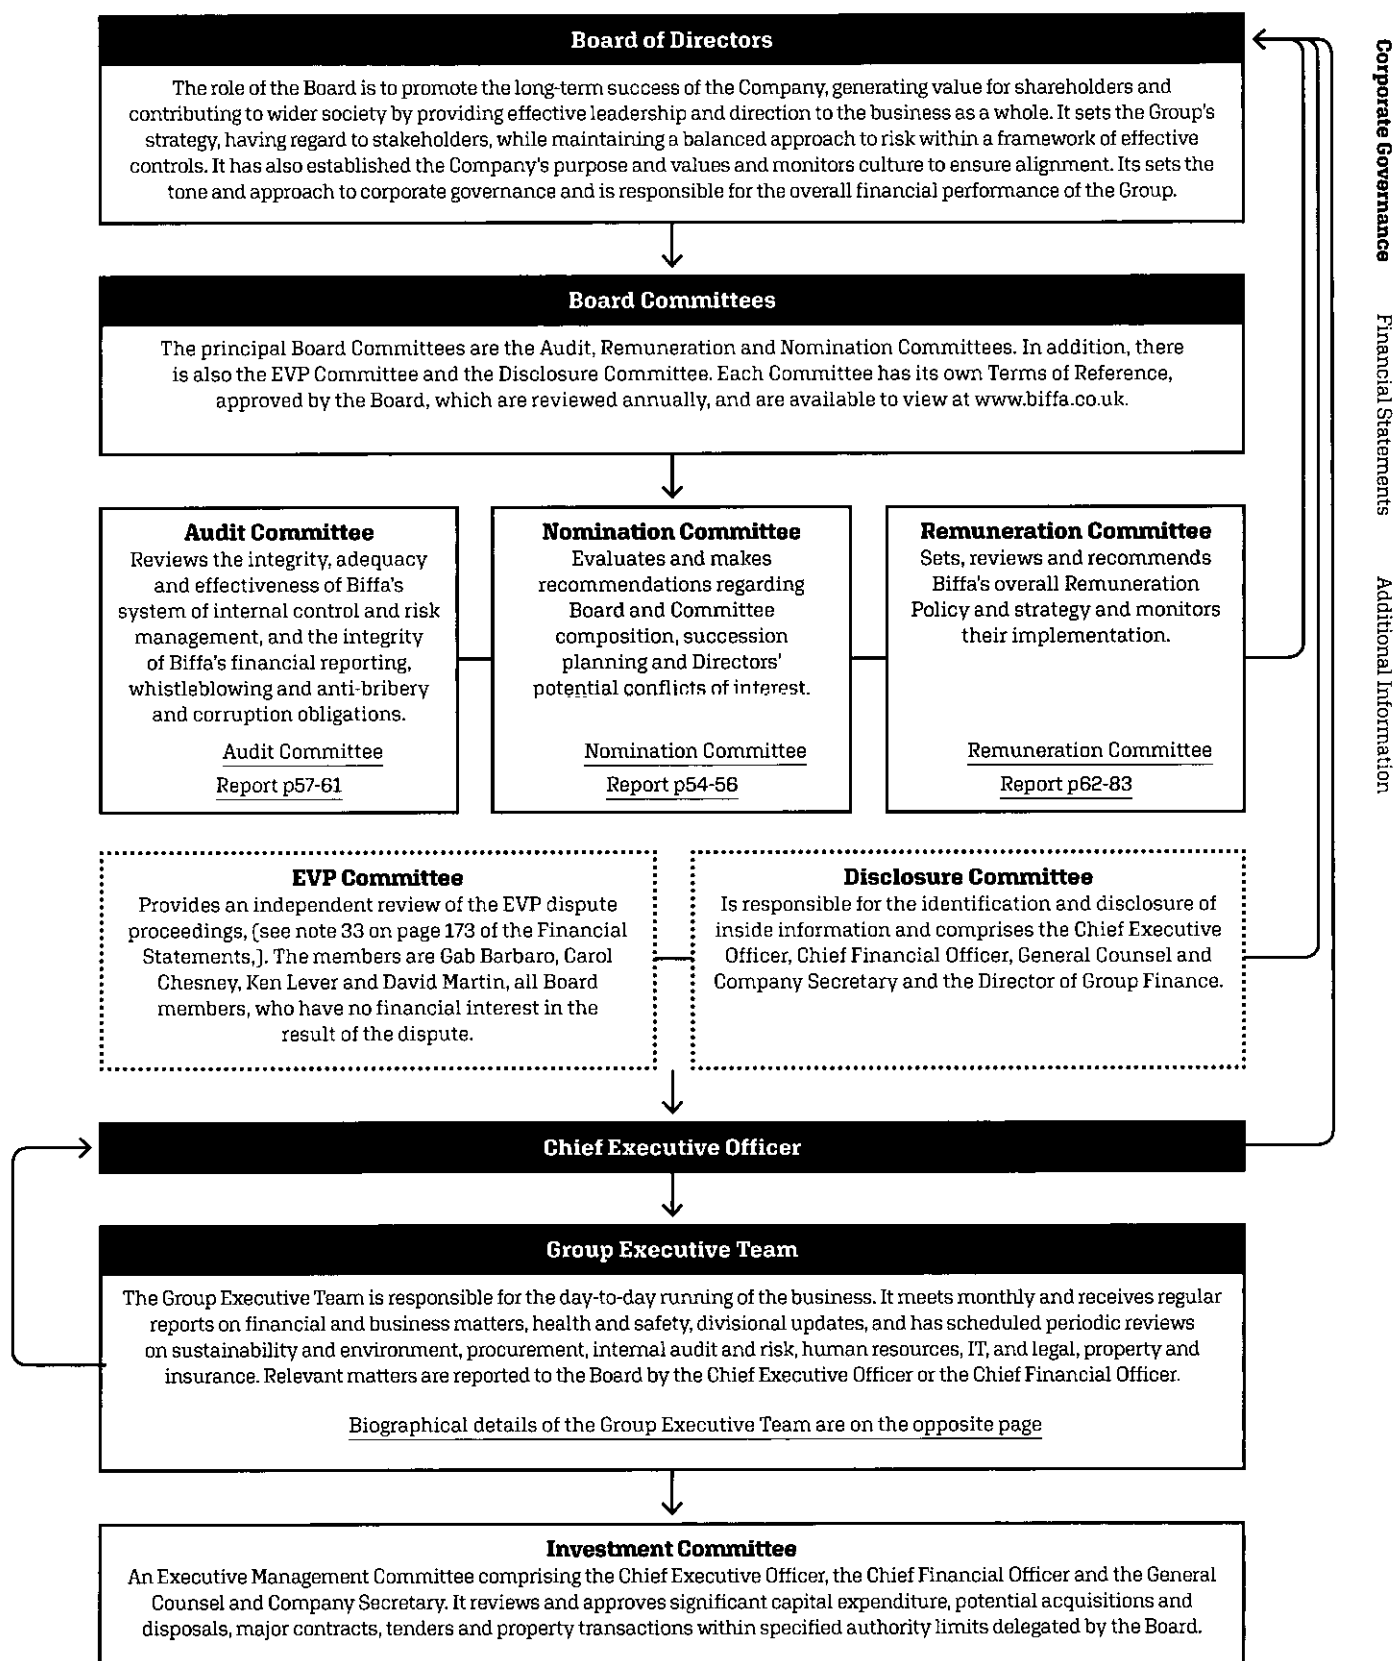 Board of Directors
The role of the Board is to promote the long-term success of the Company, generating value for shareholders and
contributing to wider society by providing effective leadership and direction to the business as a whole. It sets the Group's
strategy, having regard to stakeholders, while maintaining a balanced approach to risk within a framework of effective
controls. It has also established the Company's purpose and values and monitors culture to ensure alignment. Its sets the
tone and approach to corporate governance and is responsible for the overall financial performance of the Group.
Board Committees
The principal Board Committees are the Audit, Remuneration and Nomination Committees. In addition, there
is also the EVP Committee and the Disclosure Committee. Each Committee has its own Terms of Reference,
approved by the Board, which are reviewed annually, and are available to view at www.biffa.co.uk.
Audit Committee
Reviews the integrity, adequacy
and effectiveness of Biffa's
system of internal control and risk
management, and the integrity
of Biffa's financial reporting,
whistleblowing and anti-bribery
and corruption obligations.
Audit Committee
Report p57-61
Nomination Committee
Evaluates and makes
recommendations regarding
Board and Committee
composition, succession
planning and Directors'
potential conflicts of interest.
Nomination Committee
Report p54-56
Remuneration Committee
Sets, reviews and recommends
Biffa's overall Remuneration
Policy and strategy and monitors
their implementation.
Remuneration Committee
Report p62-83
EVP Committee
Provides an independent review of the EVP dispute
proceedings, (see note 33 on page 173 of the Financial
Statements,). The members are Gab Barbaro, Carol
Chesney, Ken Lever and David Martin, all Board
members, who have no financial interest in the
result of the dispute.
Disclosure Committee
Is responsible for the identification and disclosure of
inside information and comprises the Chief Executive
Officer, Chief Financial Officer, General Counsel and
Company Secretary and the Director of Group Finance.
Chief Executive Officer
Group Executive Team
The Group Executive Team is responsible for the day-to-day running of the business. It meets monthly and receives regular
reports on financial and business matters, health and safety, divisional updates, and has scheduled periodic reviews
on sustainability and environment, procurement, internal audit and risk, human resources, IT, and legal, property and
insurance. Relevant matters are reported to the Board by the Chief Executive Officer or the Chief Financial Officer.
Biographical details of the Group Executive Team are on the opposite page
Investment Committee
An Executive Management Committee comprising the Chief Executive Officer, the Chief Financial Officer and the General
Counsel and Company Secretary. It reviews and approves significant capital expenditure, potential acquisitions and
disposals, major contracts, tenders and property transactions within specified authority limits delegated by the Board.
Corporate Governance
Financial Statements
Additional Information